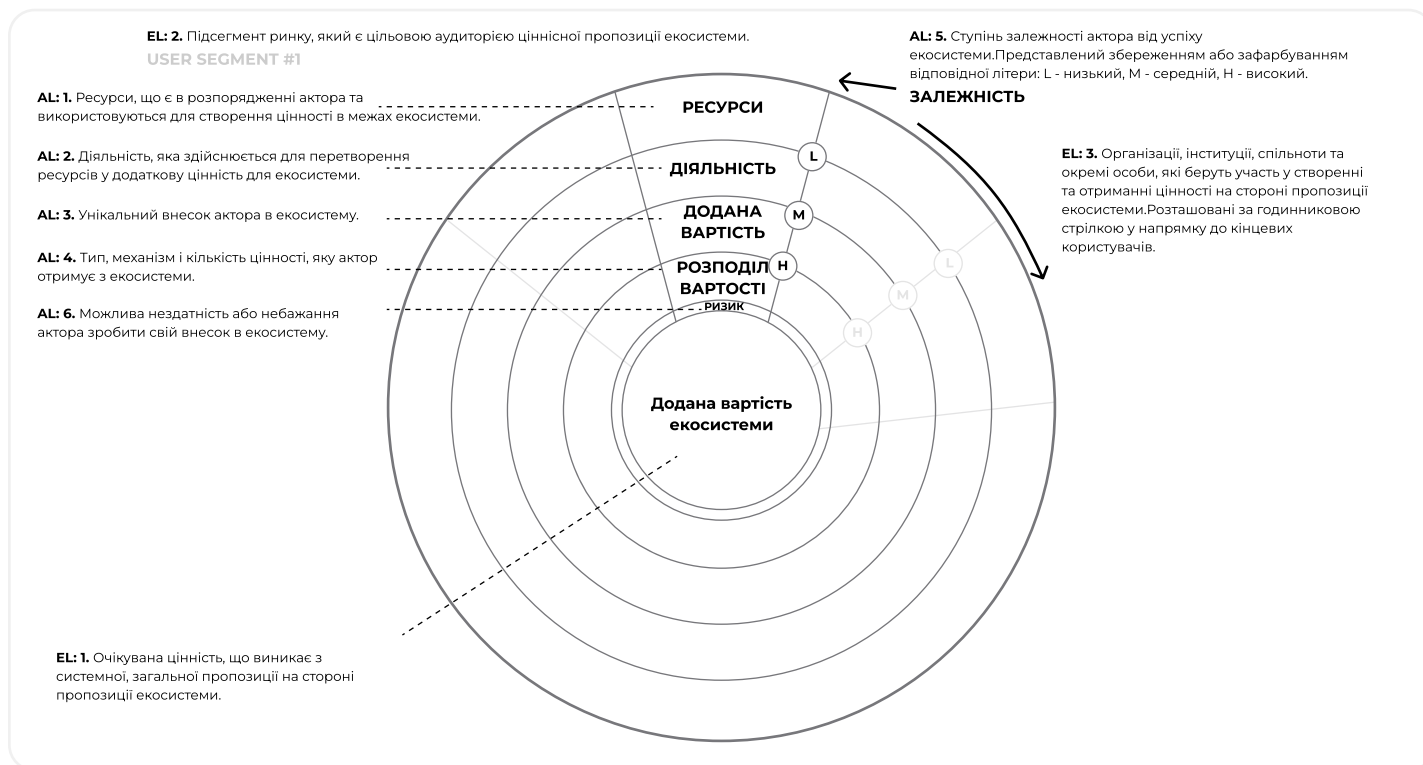 EL: 2. Підсегмент ринку, який є цільовою аудиторією ціннісної пропозиції екосистеми.
USER SEGMENT #1
AL: 1. Ресурси, що є в розпорядженні актора та
використовуються для створення цінності в межах екосистеми.
AL: 2. Діяльність, яка здійснюється для перетворення
ресурсів у додаткову цінність для екосистеми.
AL: 3. Унікальний внесок актора в екосистему.
AL: 4. Тип, механізм і кількість цінності, яку актор
отримує з екосистеми.
AL: 6. Можлива нездатність або небажання
актора зробити свій внесок в екосистему.
РЕСУРСИ
ДІЯЛЬНІСТЬ
L
ДОДАНА
ВАРТІСТЬ
M
РОЗПОДІЛ
ВАРТОСТІ
H
РИЗИК
L
M
H
Додана вартість
екосистеми
AL: 5. Ступінь залежності актора від успіху
екосистеми.Представлений збереженням або зафарбуванням
відповідної літери: L - низький, M - середній, H - високий.
ЗАЛЕЖНІСТЬ
EL: 3. Організації, інституції, спільноти та
окремі особи, які беруть участь у створенні
та отриманні цінності на стороні пропозиції
екосистеми.Розташовані за годинниковою
стрілкою у напрямку до кінцевих
користувачів.
EL: 1. Очікувана цінність, що виникає з
системної, загальної пропозиції на стороні
пропозиції екосистеми.